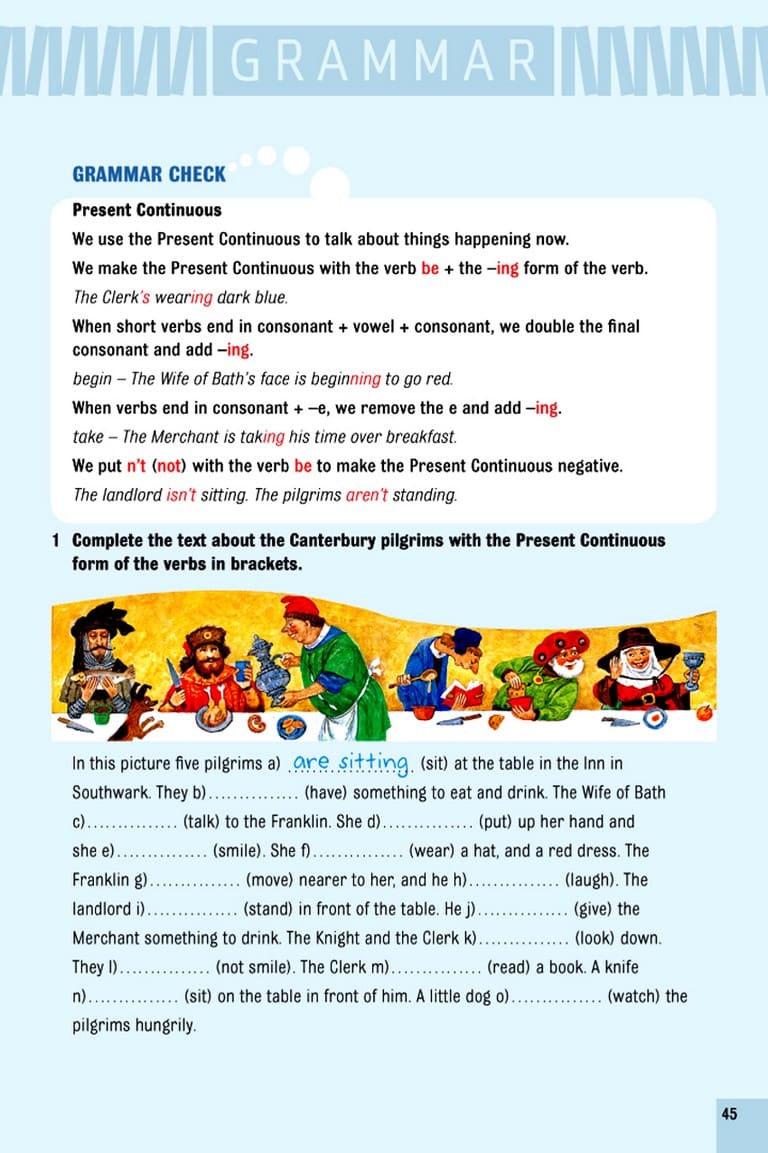 GRAMMAR
GRAMMAR CHECK
Present Continuous
We use the Present Continuous to talk about things happening now.
We make the Present Continuous with the verb be + the –ing form of the verb.
The Clerk's wearing dark blue.
When short verbs end in consonant + vowel + consonant, we double the final
consonant and add –ing.
begin – The Wife of Bath's face is beginning to go red.
When verbs end in consonant + –e, we remove the e and add –ing.
take – The Merchant is taking his time over breakfast.
We put n't (not) with the verb be to make the Present Continuous negative.
The landlord isn't sitting. The pilgrims aren't standing.
1 Complete the text about the Canterbury pilgrims with the Present Continuous
form of the verbs in brackets.
In this picture five pilgrims a) are sitting (sit) at the table in the Inn in
Southwark. They b)............... (have) something to eat and drink. The Wife of Bath
c)............... (talk) to the Franklin. She d)............... (put) up her hand and
she e)............... (smile). She f)............... (wear) a hat, and a red dress. The
Franklin g)............... (move) nearer to her, and he h)............... (laugh). The
landlord i)............... (stand) in front of the table. He j)............... (give) the
Merchant something to drink. The Knight and the Clerk k)............... (look) down.
They l)............... (not smile). The Clerk m)............... (read) a book. A knife
n)............... (sit) on the table in front of him. A little dog o)............... (watch) the
pilgrims hungrily.
45